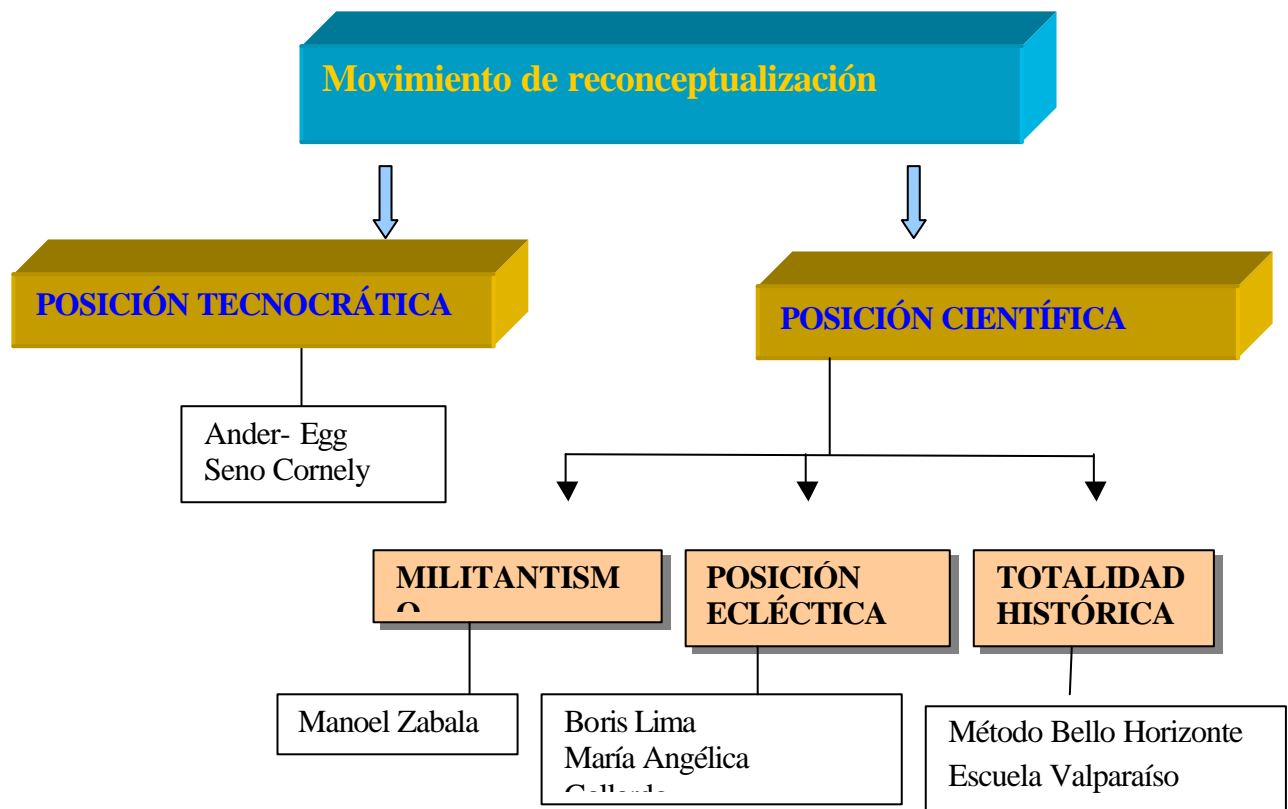 Movimiento de reconceptualización
POSICIÓN TECNOCRÁTICA
POSICIÓN CIENTÍFICA
Ander- Egg
Seno Cornely
MILITANTISM
O
POSICIÓN
ECLÉCTICA
TOTALIDAD
HISTÓRICA
Manoel Zabala
Boris Lima
María Angélica
Método Bello Horizonte
Escuela Valparaíso